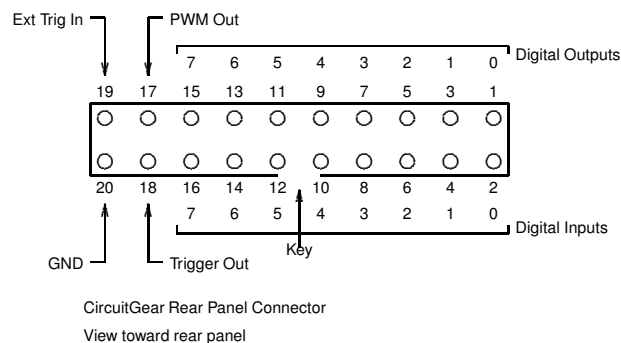 Ext Trig In PWM Out
7 6 5 4 3 2 1 0 Digital Outputs
19 17 15 13 11 9 7 5 3 1
20 18 16 14 12 10 8 6 4 2
7 6 5 4 3 2 1 0 Digital Inputs
Key
GND Trigger Out
CircuitGear Rear Panel Connector
View toward rear panel